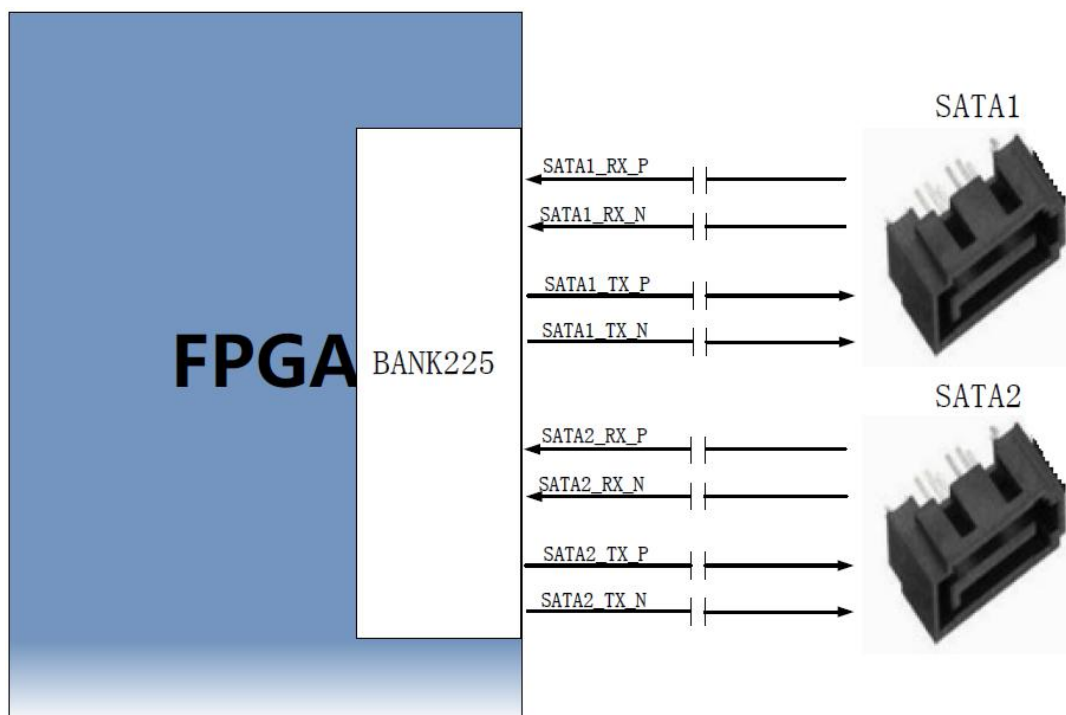 SATA1
SATA1_RX_P
SATA1_RX_N
SATA1_TX_P
SATA1_TX_N
FPGA
BANK225
SATA2
SATA2_RX_P
SATA2_RX_N
SATA2_TX_P
SATA2_TX_N